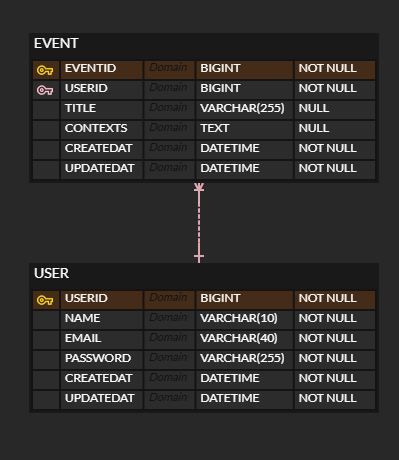 EVENT
EVENTID Domain BIGINT NOT NULL
USERID Domain BIGINT NOT NULL
TITLE Domain VARCHAR(255) NULL
CONTEXTS Domain TEXT NULL
CREATEDAT Domain DATETIME NOT NULL
UPDATEDAT Domain DATETIME NOT NULL
USER
USERID Domain BIGINT NOT NULL
NAME Domain VARCHAR(10) NOT NULL
EMAIL Domain VARCHAR(40) NOT NULL
PASSWORD Domain VARCHAR(255) NOT NULL
CREATEDAT Domain DATETIME NOT NULL
UPDATEDAT Domain DATETIME NOT NULL